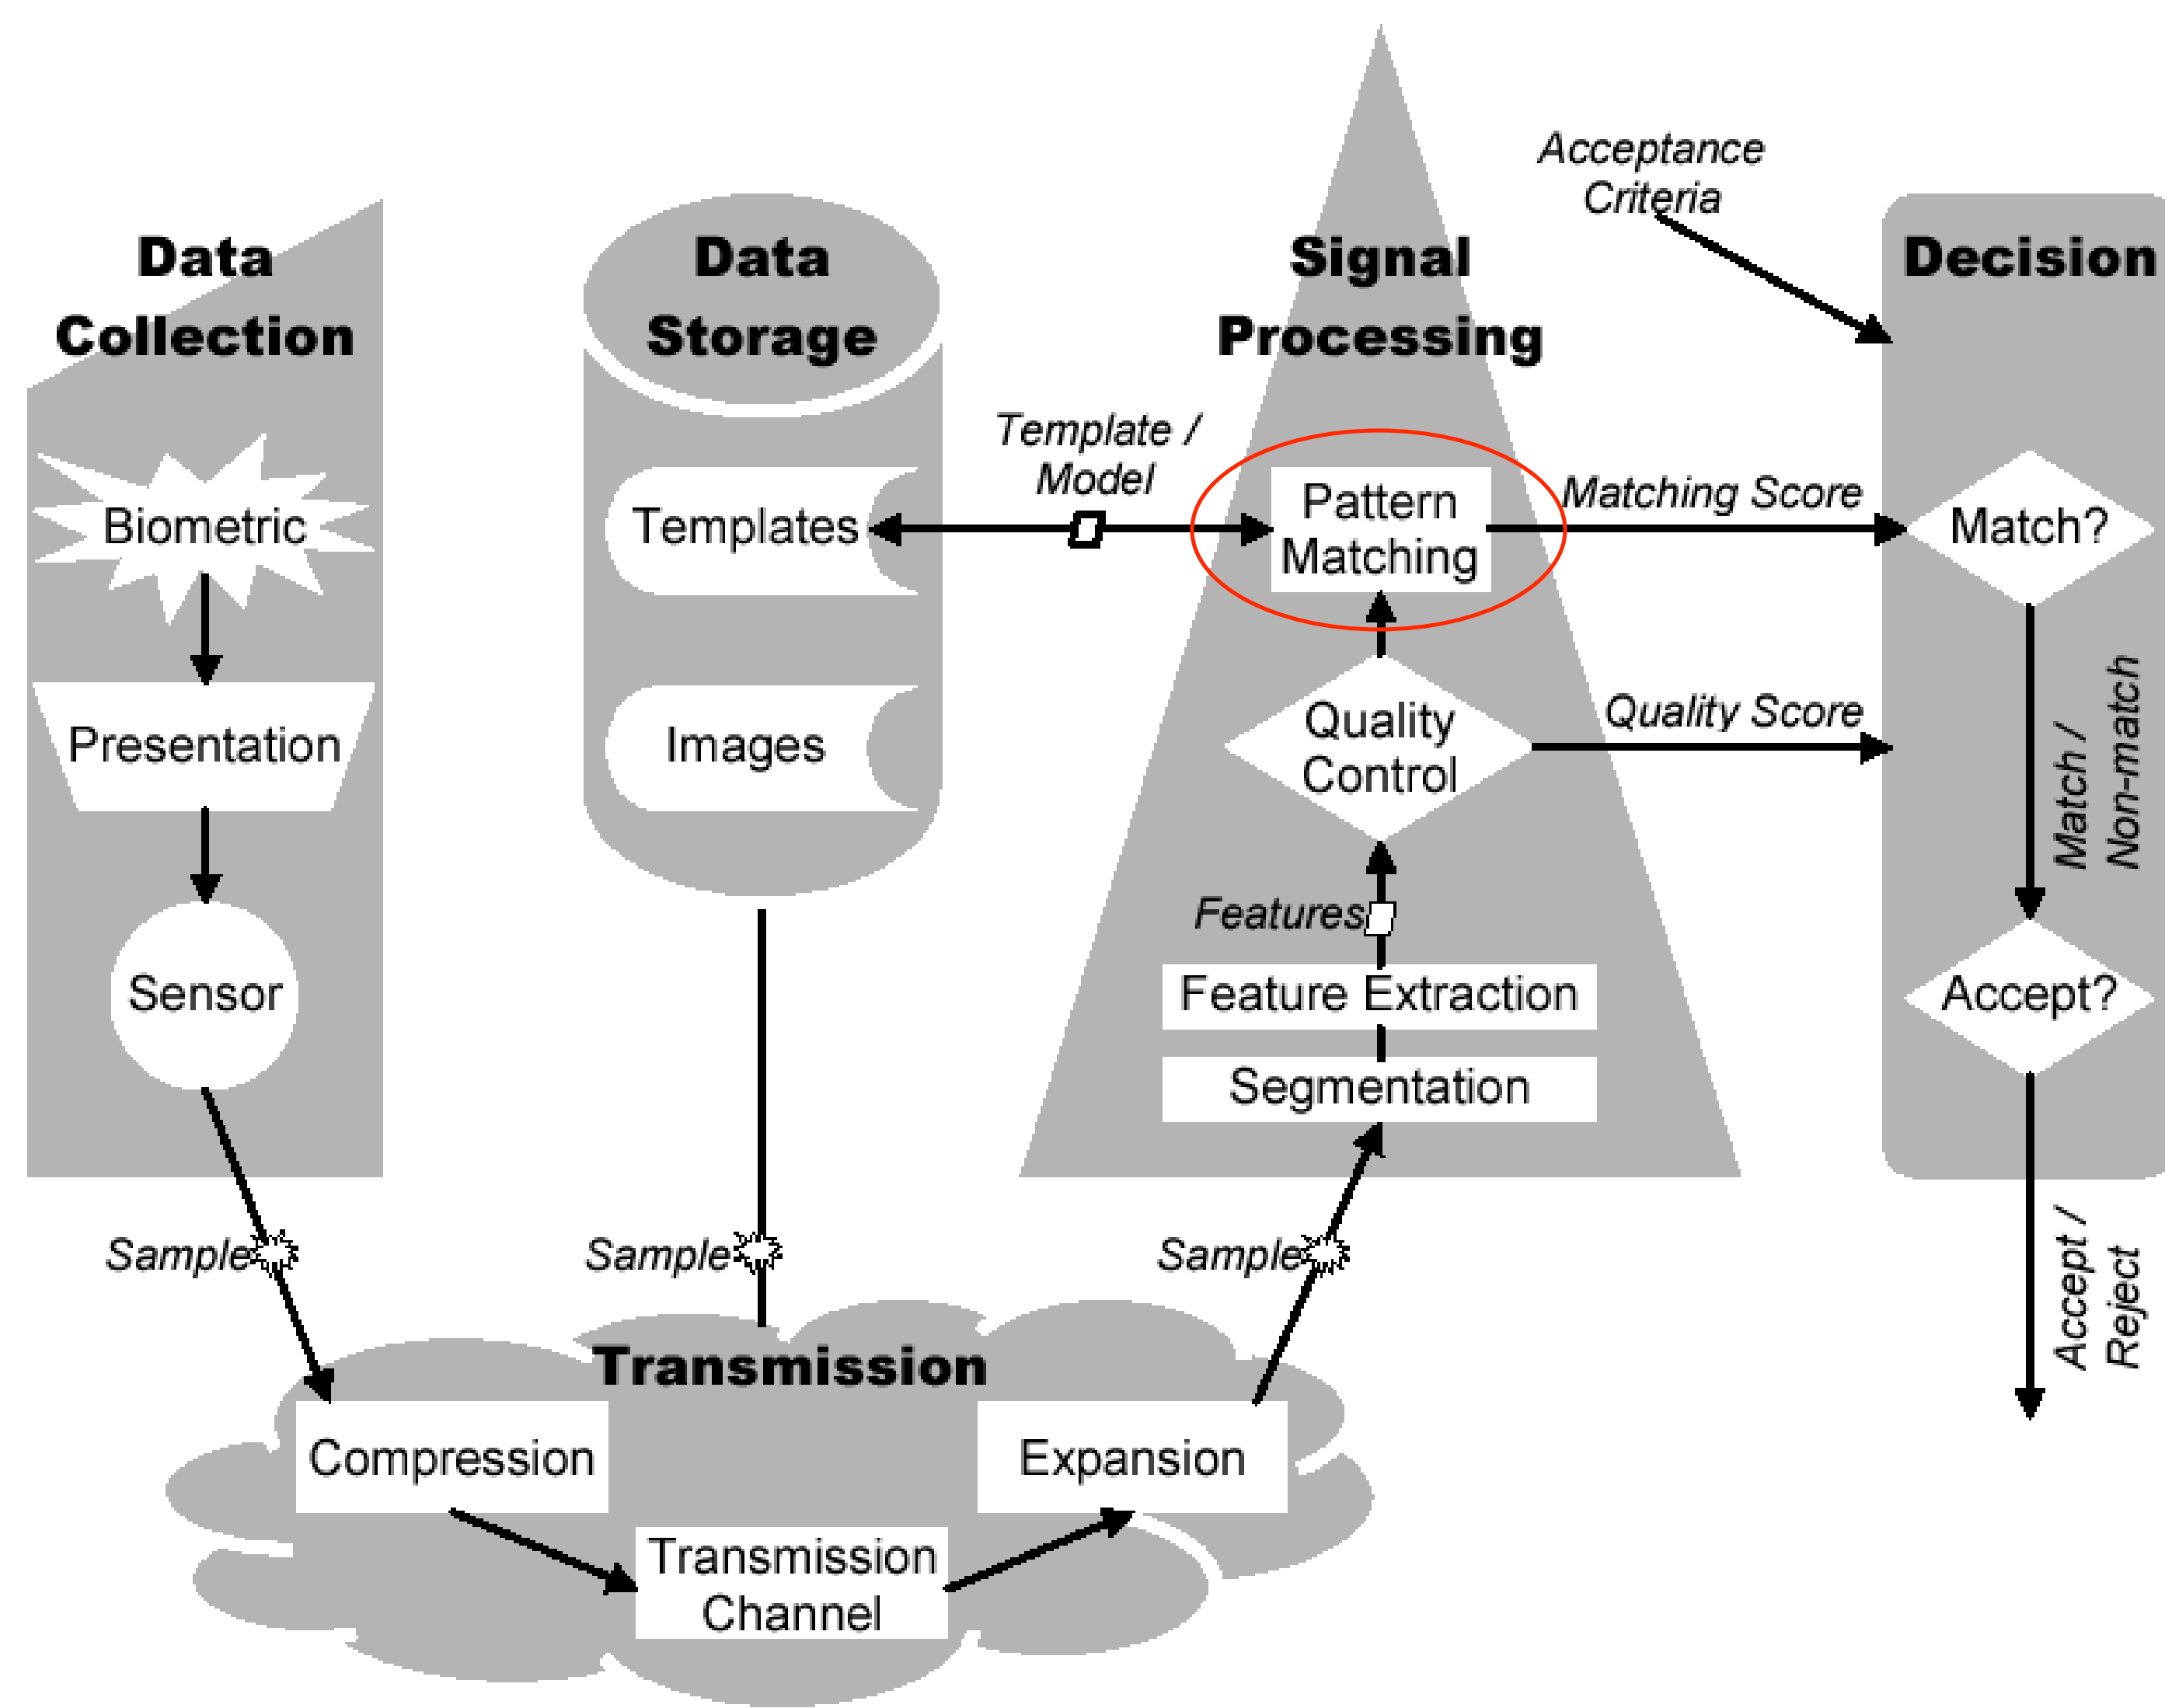 Data
Collection
Biometric
Presentation
Sensor
Sample
Data
Storage
Templates
Images
Sample
Template /
Model
Signal
Processing
Pattern
Matching
Quality
Control
Features
Feature Extraction
Segmentation
Sample
Acceptance
Criteria
Matching Score
Quality Score
Decision
Match?
Match /
Non-match
Accept?
Accept /
Reject
Transmission
Compression
Expansion
Transmission
Channel